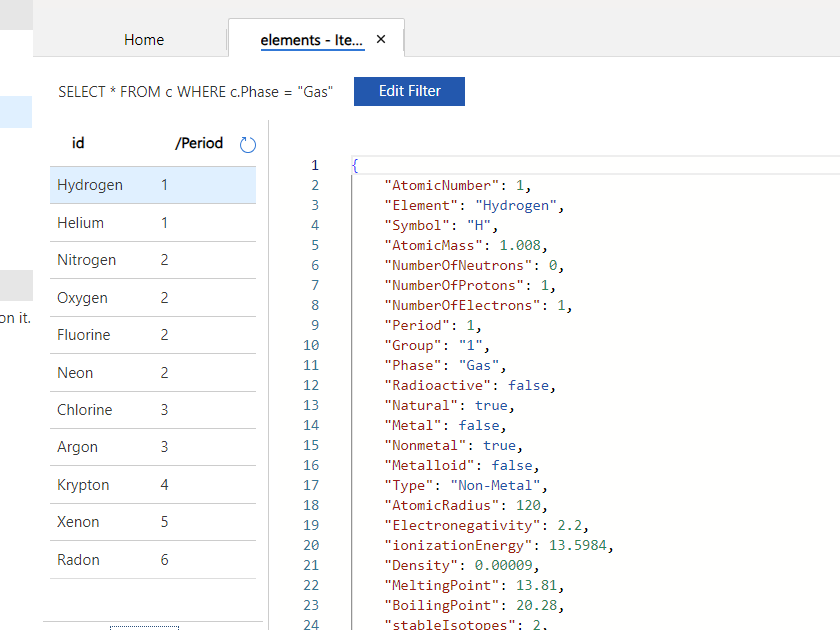 Home
elements - Ite... ×
SELECT * FROM c WHERE c.Phase = "Gas" Edit Filter
id /Period
Hydrogen 1
Helium 1
Nitrogen 2
Oxygen 2
Fluorine 2
Neon 2
Chlorine 3
Argon 3
Krypton 4
Xenon 5
Radon 6
on it.
1 {
2 "AtomicNumber": 1,
3 "Element": "Hydrogen",
4 "Symbol": "H",
5 "AtomicMass": 1.008,
6 "NumberOfNeutrons": 0,
7 "NumberOfProtons": 1,
8 "NumberOfElectrons": 1,
9 "Period": 1,
10 "Group": "1",
11 "Phase": "Gas",
12 "Radioactive": false,
13 "Natural": true,
14 "Metal": false,
15 "Nonmetal": true,
16 "Metalloid": false,
17 "Type": "Non-Metal",
18 "AtomicRadius": 120,
19 "Electronegativity": 2.2,
20 "ionizationEnergy": 13.5984,
21 "Density": 0.00009,
22 "MeltingPoint": 13.81,
23 "BoilingPoint": 20.28,
24 "stableIsotopes": 2,